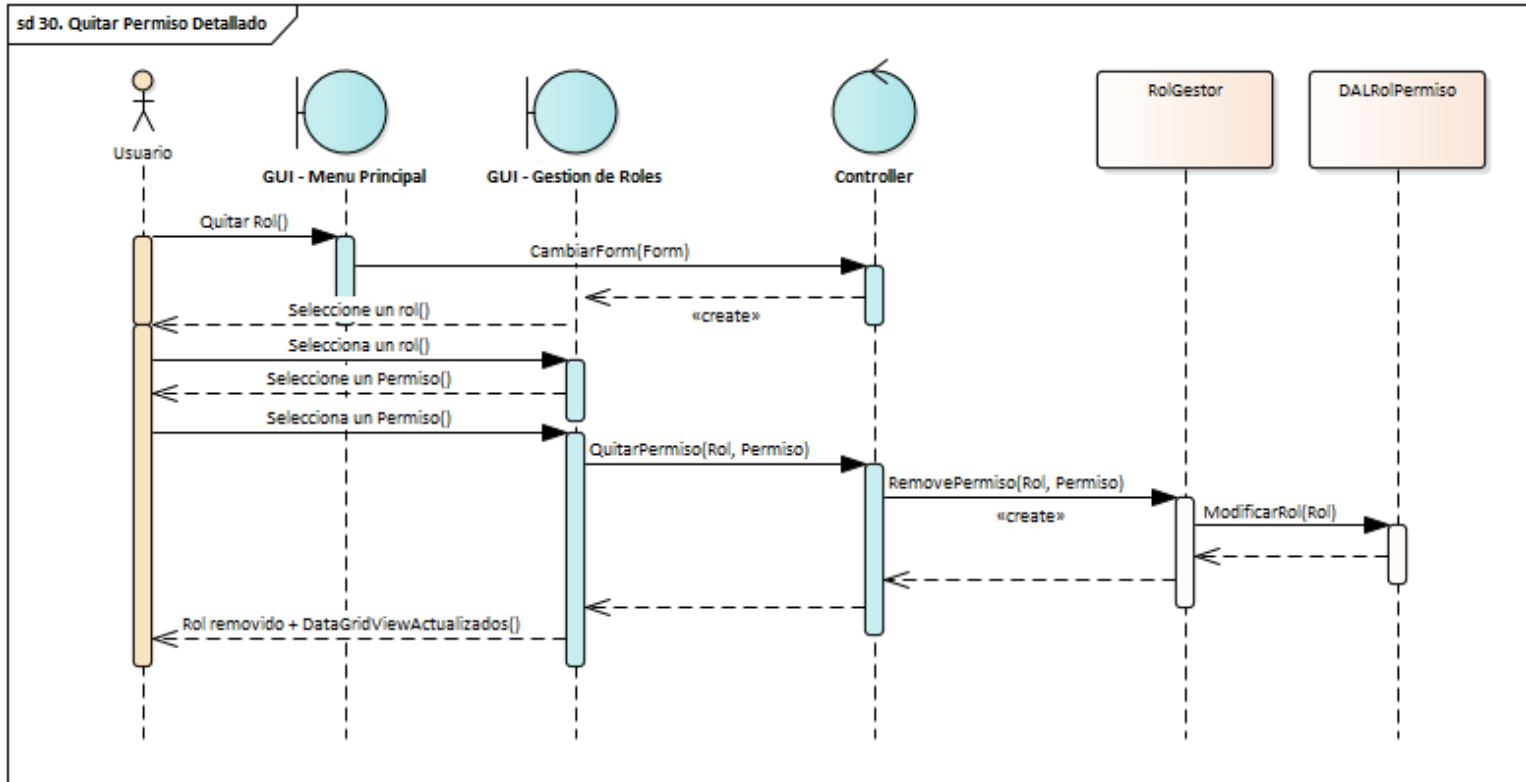 sd 30. Quitar Permiso Detallado
RolGestor
DALRolPermiso
Usuario
GUI - Menu Principal
GUI - Gestion de Roles
Controller
Quitar Rol()
CambiarForm(Form)
«create»
Seleccione un rol()
Selecciona un rol()
Seleccione un Permiso()
Selecciona un Permiso()
QuitarPermiso(Rol, Permiso)
RemovePermiso(Rol, Permiso)
«create»
ModificarRol(Rol)
Rol removido + DataGridViewActualizados()